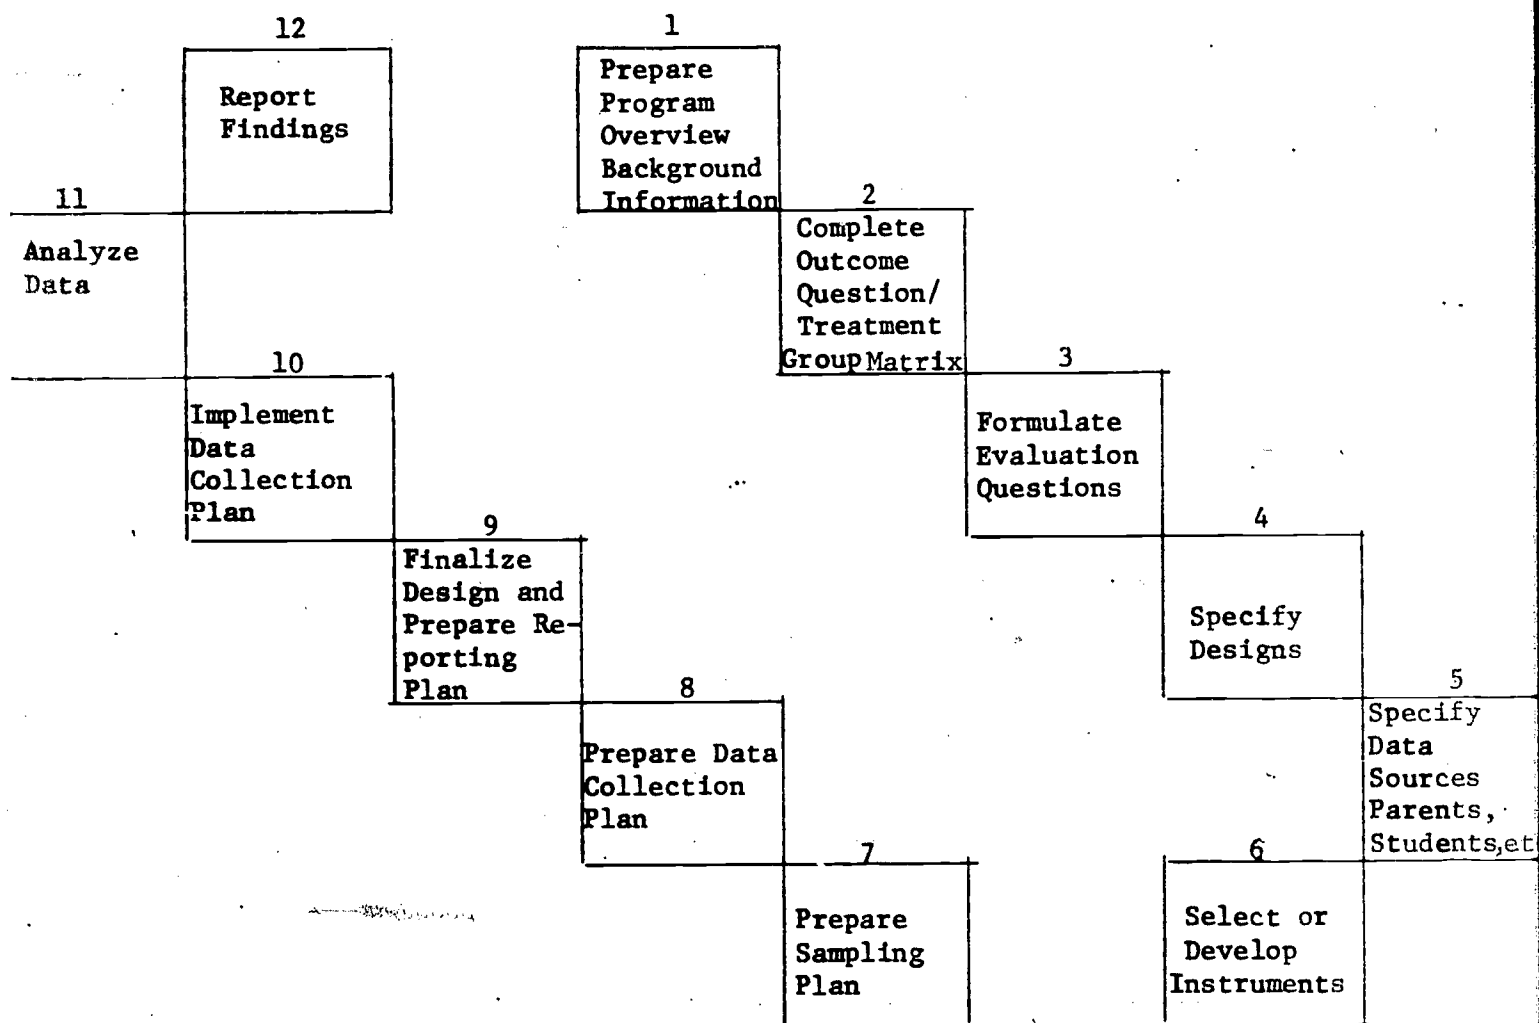 1
Prepare
Program
Overview
Background
Information
2
Complete
Outcome
Question/
Treatment
Group Matrix
3
Formulate
Evaluation
Questions
4
Specify
Designs
5
Specify
Data
Sources
Parents,
Students,et
6
Select or
Develop
Instruments
7
Prepare
Sampling
Plan
8
Prepare Data
Collection
Plan
9
Finalize
Design and
Prepare Re-
porting
Plan
10
Implement
Data
Collection
Plan
11
Analyze
Data
12
Report
Findings